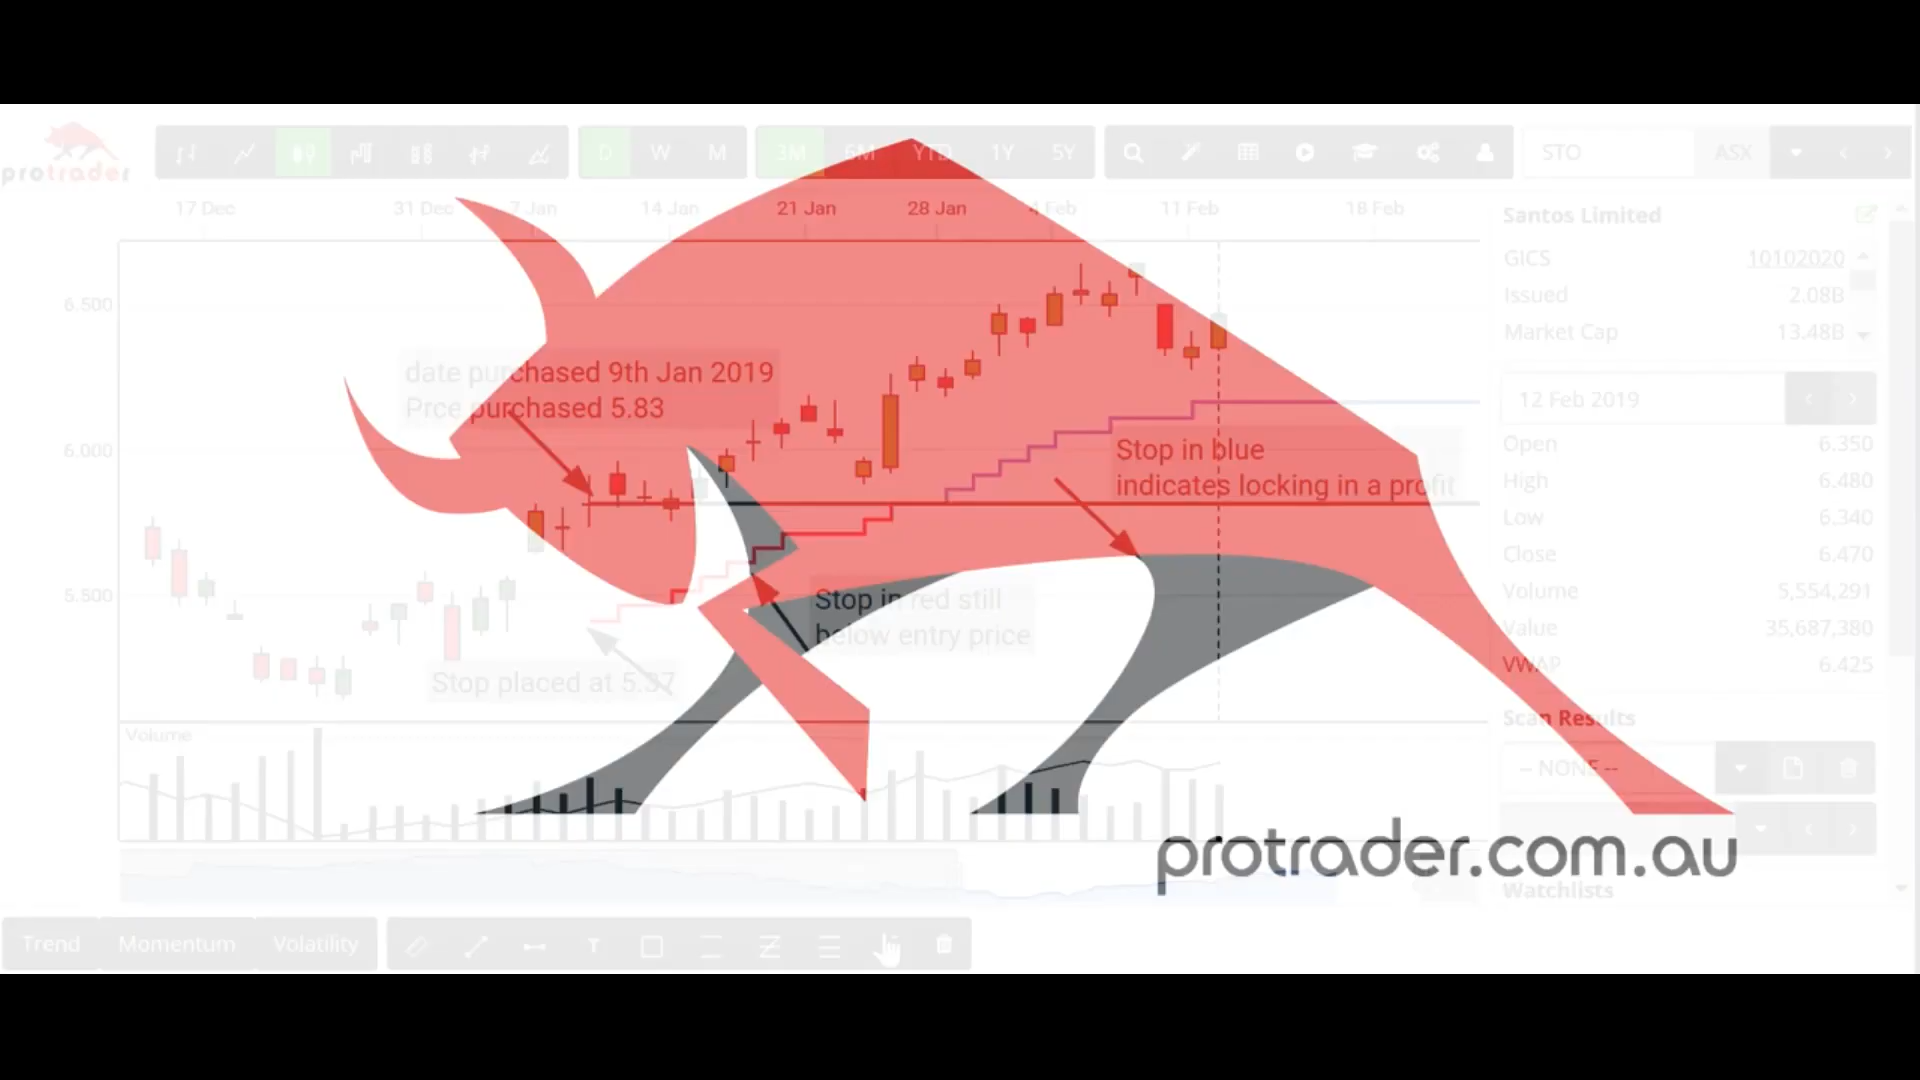 protrader
D W M
3M 6M YTD 1Y 5Y
STO ASX
17 Dec 31 Dec 7 Jan 14 Jan 21 Jan 28 Jan 4 Feb 11 Feb 18 Feb
6.500
6.000
5.500
date purchased 9th Jan 2019
Prce purchased 5.83
Stop in blue
indicates locking in a profit
Stop in red still
below entry price
Stop placed at 5.37
Volume
Santos Limited
GICS 10102020
Issued 2.08B
Market Cap 13.48B
12 Feb 2019
Open 6.350
High 6.480
Low 6.340
Close 6.470
Volume 5,554,291
Value 35,687,380
VWAP 6.425
Scan Results
-- NONE --
protrader.com.au
Watchlists
Trend Momentum Volatility
T